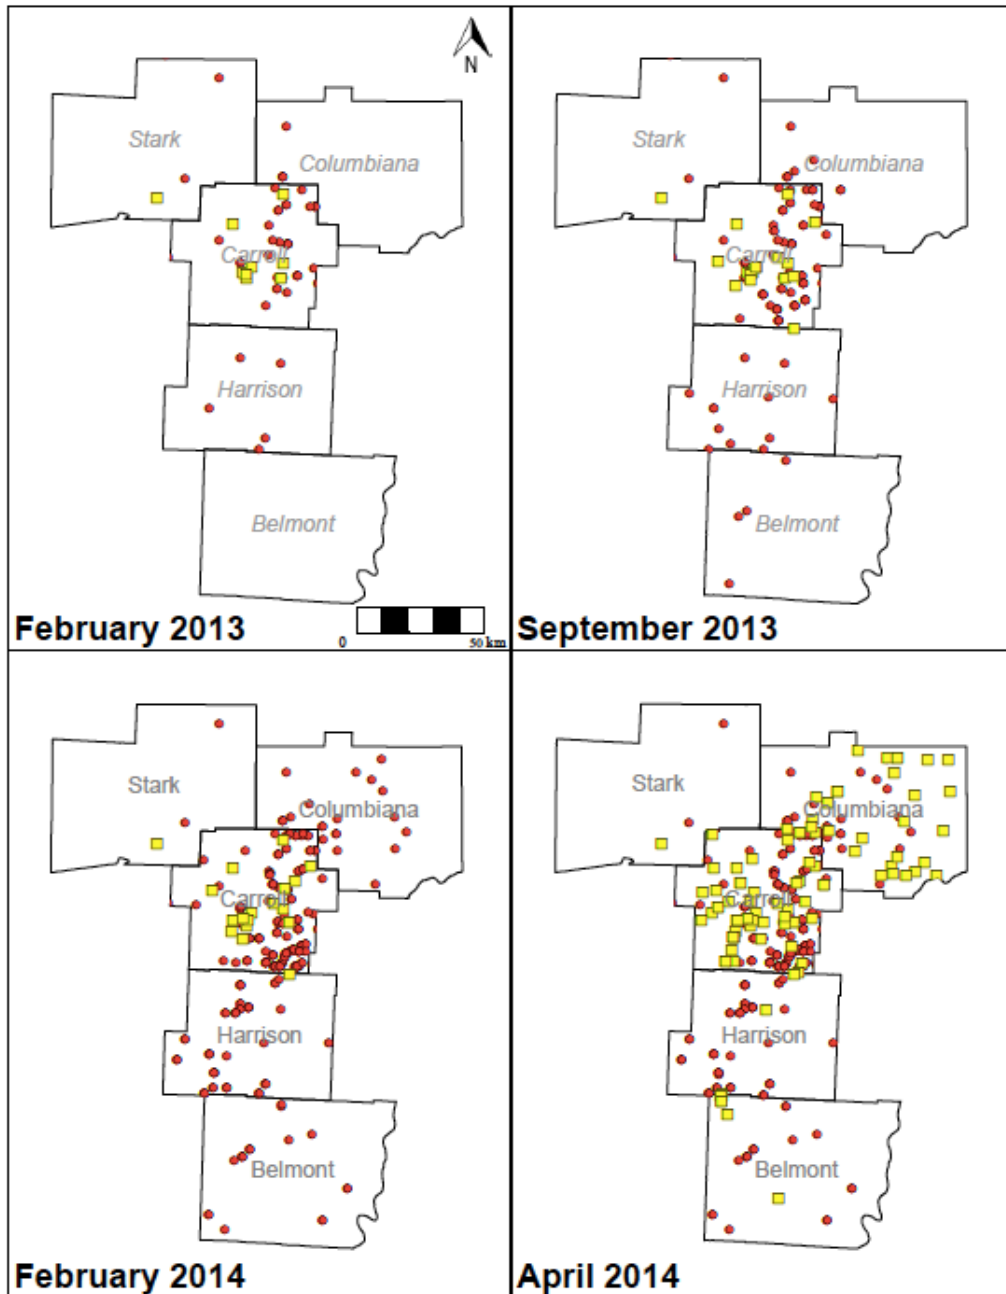 N
Stark
Columbiana
Carroll
Harrison
Belmont
February 2013
0 50 km
Stark
Columbiana
Carroll
Harrison
Belmont
September 2013
Stark
Columbiana
Carroll
Harrison
Belmont
February 2014
Stark
Columbiana
Carroll
Harrison
Belmont
April 2014